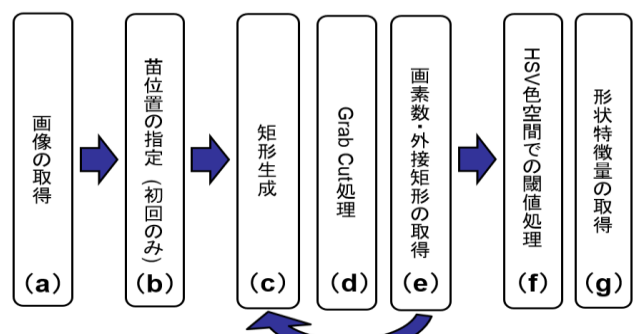 画像の取得
(a)
苗位置の指定 (初回のみ)
(b)
矩形生成
(c)
Grab Cut処理
(d)
画素数・外接矩形の取得
(e)
HSV色空間での閾値処理
(f)
形状特徴量の取得
(g)